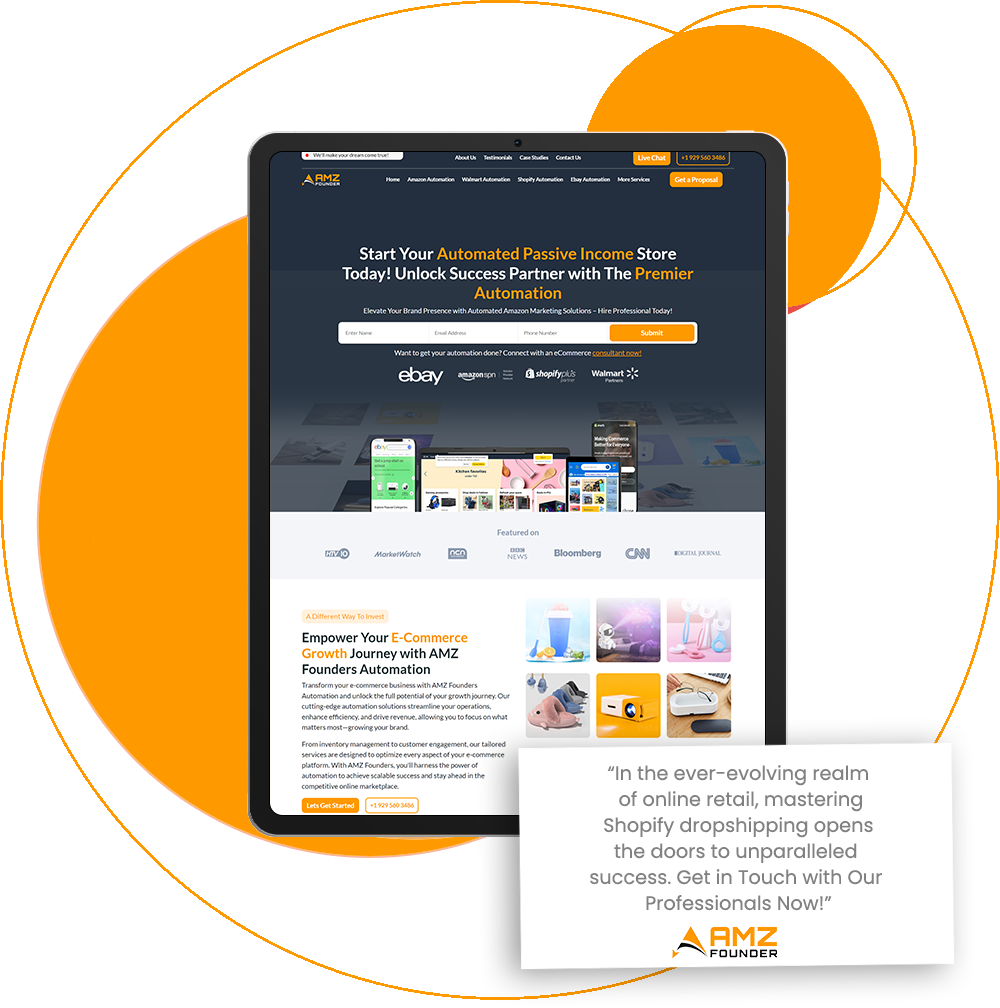 We'll make your dream come true!
About Us Testimonials Case Studies Contact Us
Live Chat
+1 929 560 3486
AMZ
FOUNDER
Home Amazon Automation Walmart Automation Shopify Automation Ebay Automation More Services
Get a Proposal
Start Your Automated Passive Income Store
Today! Unlock Success Partner with The Premier
Automation
Elevate Your Brand Presence with Automated Amazon Marketing Solutions – Hire Professional Today!
Enter Name
Email Address
Phone Number
Submit
Want to get your automation done? Connect with an eCommerce consultant now!
ebay
amazon spn
shopifyplus
partner
Walmart
Partners
ebay
Kitchen favorites
Making Commerce
Better for Everyone
Featured on
MarketWatch
ncn
BBC
NEWS
Bloomberg
CNN
DIGITAL JOURNAL
A Different Way To Invest
Empower Your E-Commerce
Growth Journey with AMZ
Founders Automation
Transform your e-commerce business with AMZ Founders
Automation and unlock the full potential of your growth journey. Our
cutting-edge automation solutions streamline your operations,
enhance efficiency, and drive revenue, allowing you to focus on what
matters most—growing your brand.
From inventory management to customer engagement, our tailored
services are designed to optimize every aspect of your e-commerce
platform. With AMZ Founders, you'll harness the power of
automation to achieve scalable success and stay ahead in the
competitive online marketplace.
Lets Get Started
+1 929 560 3486
“In the ever-evolving realm
of online retail, mastering
Shopify dropshipping opens
the doors to unparalleled
success. Get in Touch with Our
Professionals Now!”
AMZ
FOUNDER